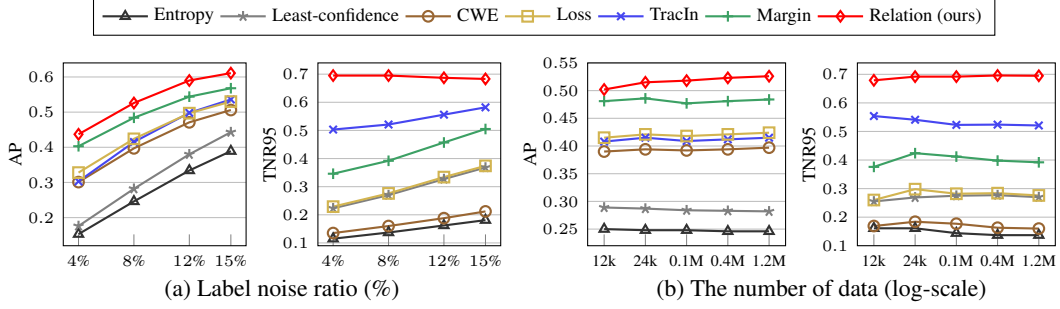 Entropy Least-confidence CWE Loss TracIn Margin Relation (ours)
AP
0.6
0.5
0.4
0.3
0.2
4% 8% 12% 15%
TNR95
0.7
0.6
0.5
0.4
0.3
0.2
0.1
4% 8% 12% 15%
(a) Label noise ratio (%)
AP
0.55
0.50
0.45
0.40
0.35
0.30
0.25
12k 24k 0.1M 0.4M 1.2M
TNR95
0.7
0.6
0.5
0.4
0.3
0.2
0.1
12k 24k 0.1M 0.4M 1.2M
(b) The number of data (log-scale)